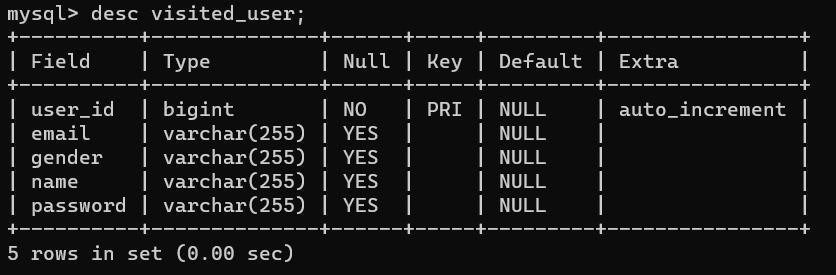 mysql> desc visited_user;
+----------+--------------+------+-----+---------+----------------+
| Field    | Type         | Null | Key | Default | Extra          |
+----------+--------------+------+-----+---------+----------------+
| user_id  | bigint       | NO   | PRI | NULL    | auto_increment |
| email    | varchar(255) | YES  |     | NULL    |                |
| gender   | varchar(255) | YES  |     | NULL    |                |
| name     | varchar(255) | YES  |     | NULL    |                |
| password | varchar(255) | YES  |     | NULL    |                |
+----------+--------------+------+-----+---------+----------------+
5 rows in set (0.00 sec)